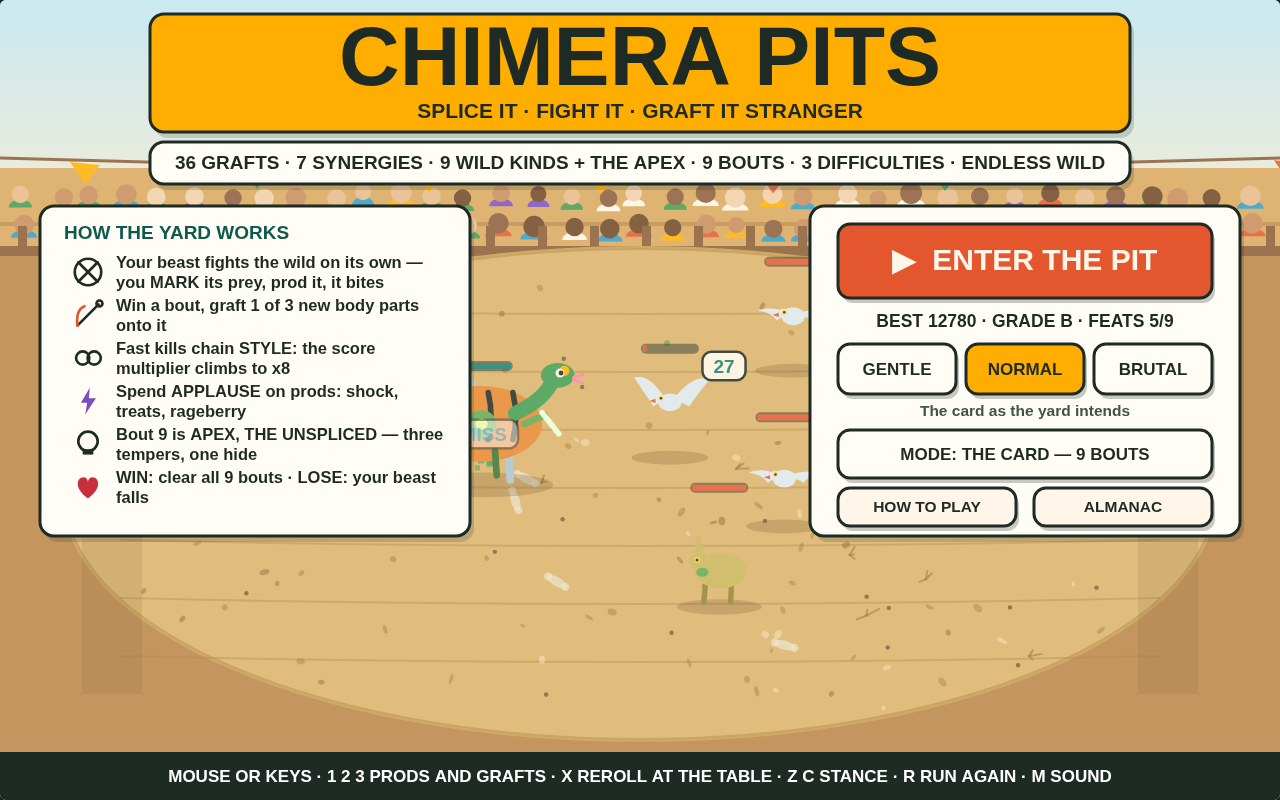 CHIMERA PITS
SPLICE IT · FIGHT IT · GRAFT IT STRANGER
36 GRAFTS · 7 SYNERGIES · 9 WILD KINDS + THE APEX · 9 BOUTS · 3 DIFFICULTIES · ENDLESS WILD
HOW THE YARD WORKS
Your beast fights the wild on its own —
you MARK its prey, prod it, it bites
Win a bout, graft 1 of 3 new body parts
onto it
Fast kills chain STYLE: the score
multiplier climbs to x8
Spend APPLAUSE on prods: shock,
treats, rageberry
Bout 9 is APEX, THE UNSPLICED — three
tempers, one hide
WIN: clear all 9 bouts · LOSE: your beast
falls
27
▶ ENTER THE PIT
BEST 12780 · GRADE B · FEATS 5/9
GENTLE
NORMAL
BRUTAL
The card as the yard intends
MODE: THE CARD — 9 BOUTS
HOW TO PLAY
ALMANAC
MOUSE OR KEYS · 1 2 3 PRODS AND GRAFTS · X REROLL AT THE TABLE · Z C STANCE · R RUN AGAIN · M SOUND